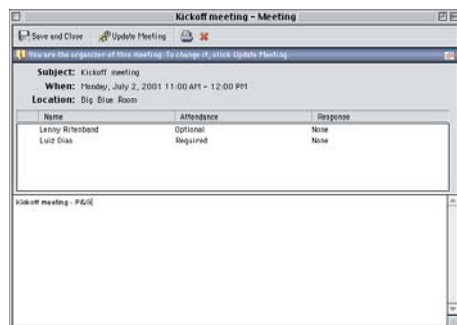 Kickoff meeting - Meeting
Save and Close Update Meeting
You are the organizer of this meeting. To change it, click Update Meeting.
Subject: Kickoff meeting
When: Monday, July 2, 2001 11:00 AM - 12:00 PM
Location: Big Blue Room
Name Attendance Response
Lenny Ritenband Optional None
Luiz Dias Required None
Kickoff meeting - P&G